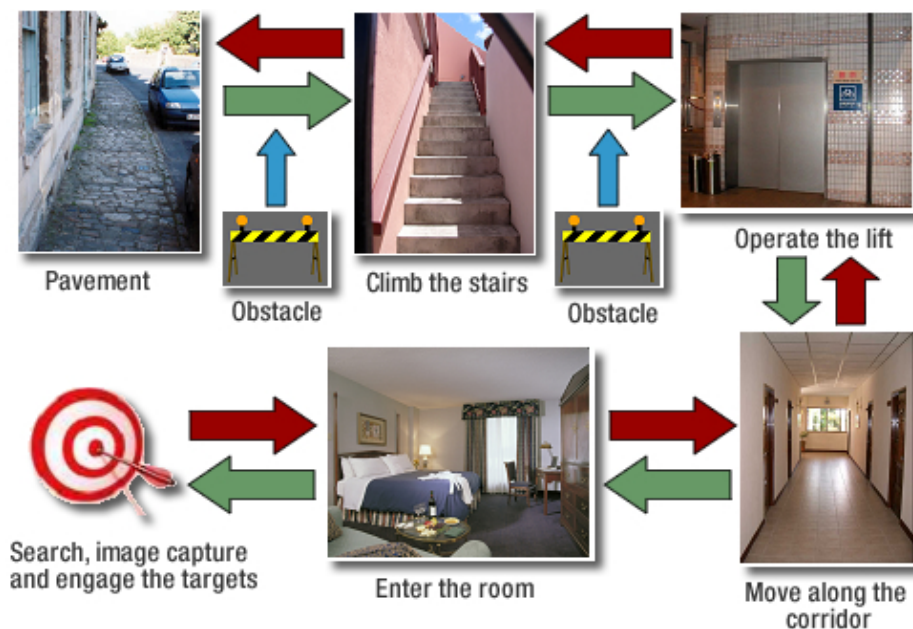 Pavement
Obstacle
Climb the stairs
Obstacle
Operate the lift
Search, image capture
and engage the targets
Enter the room
Move along the
corridor